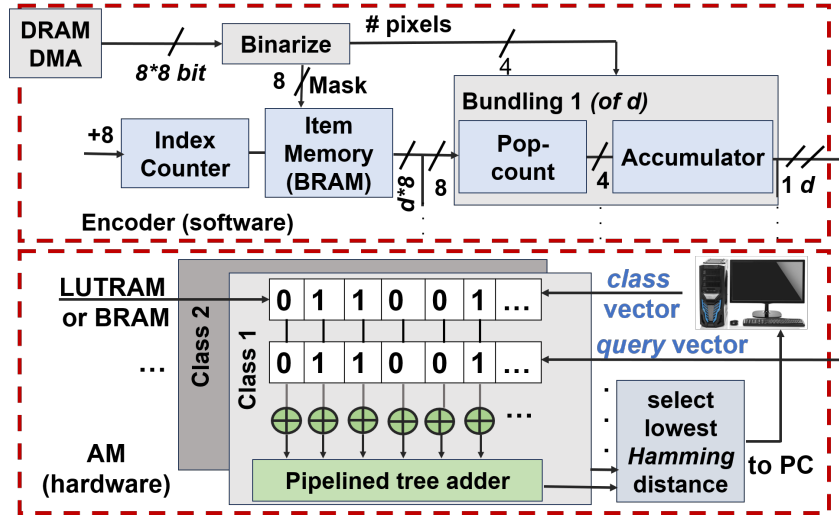 DRAM
DMA
8*8 bit
Binarize
# pixels
4
8
Mask
Bundling 1 (of d)
+8
Index
Counter
Item
Memory
(BRAM)
d*8
8
Pop-
count
4
Accumulator
1 d
Encoder (software)
LUTRAM
or BRAM
...
Class 2
Class 1
0 1 1 0 0 1 ...
0 1 1 0 0 1 ...
...
class
vector
query vector
AM
(hardware)
Pipelined tree adder
select
lowest
Hamming
distance
to PC